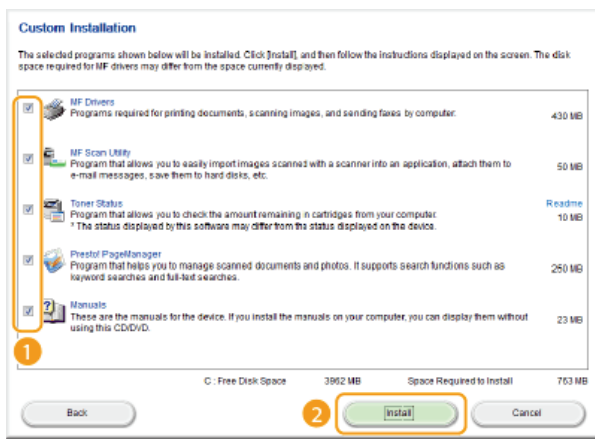 Custom Installation
The selected programs shown below will be installed. Click [Install], and then follow the instructions displayed on the screen. The disk
space required for MF drivers may differ from the space currently displayed.
MF Drivers
Programs required for printing documents, scanning images, and sending faxes by computer.
430 MB
MF Scan Utility
Program that allows you to easily import images scanned with a scanner into an application, attach them to
e-mail messages, save them to hard disks, etc.
50 MB
Toner Status
Readme
Program that allows you to check the amount remaining in cartridges from your computer.
10 MB
* The status displayed by this software may differ from the status displayed on the device.
Presto! PageManager
Program that helps you to manage scanned documents and photos. It supports search functions such as
keyword searches and full-text searches.
250 MB
Manuals
These are the manuals for the device. If you install the manuals on your computer, you can display them without
using this CD/DVD.
23 MB
1
C : Free Disk Space 3962 MB Space Required to Install 763 MB
Back 2 Install Cancel